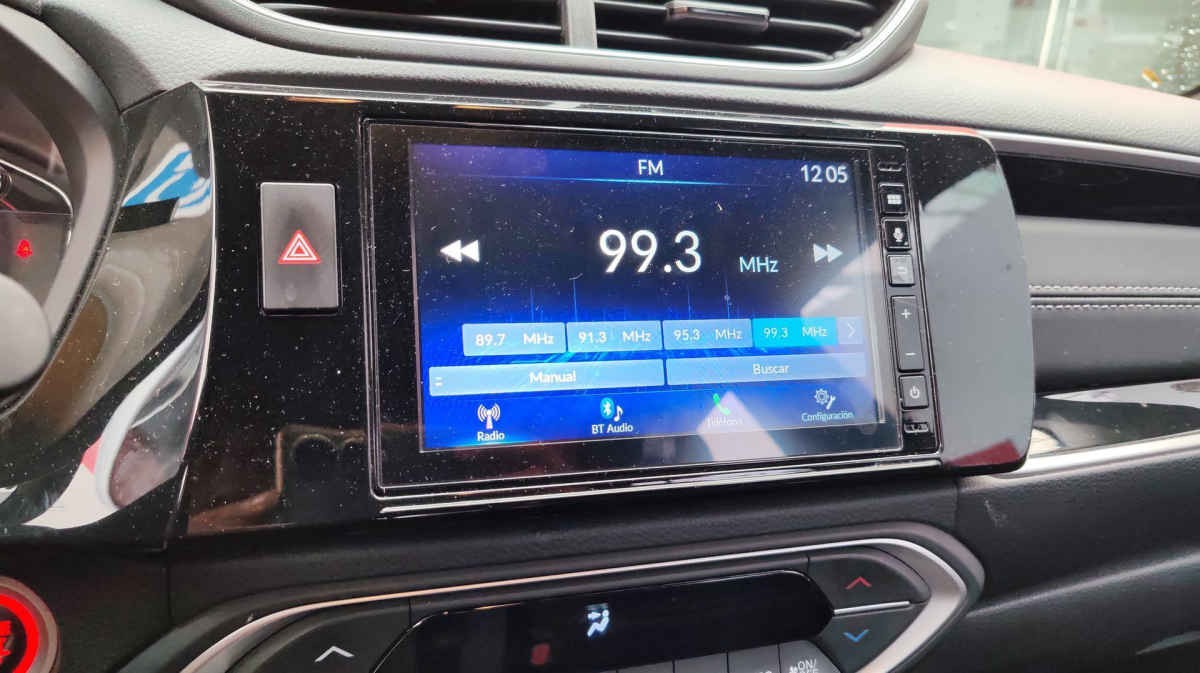 FM
12 05
99.3 MHz
89.7 MHz 91.3 MHz 95.3 MHz 99.3 MHz
Manual Buscar
Radio BT Audio Teléfono Configuración
ON/